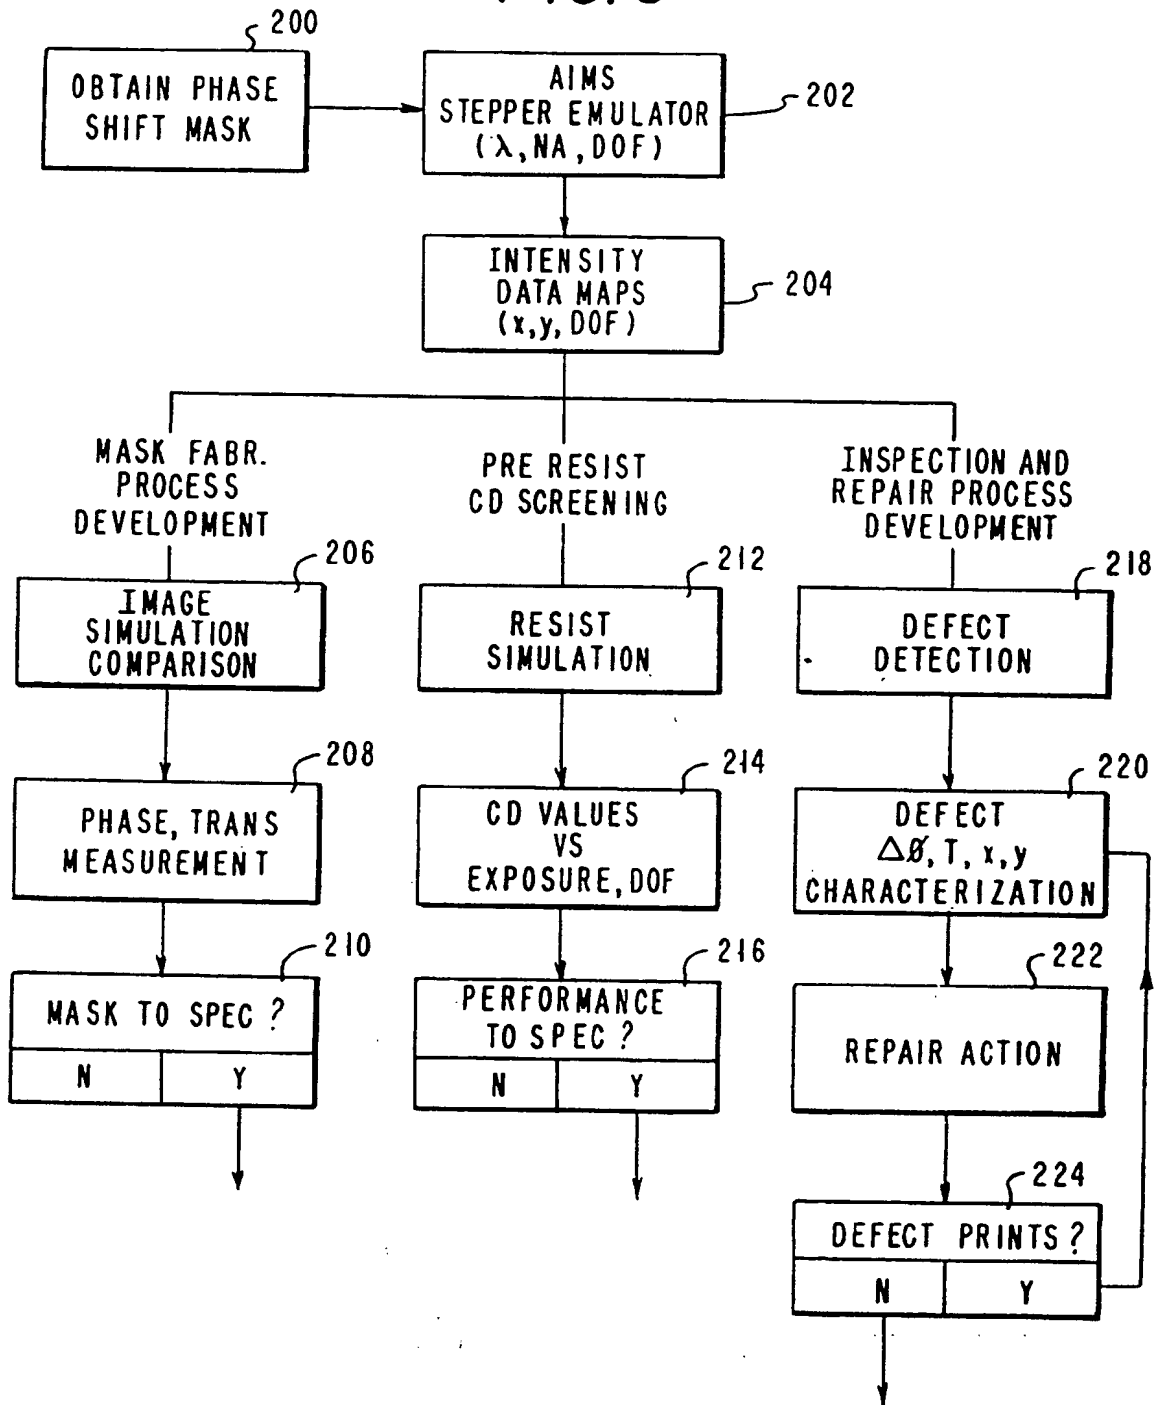 200
OBTAIN PHASE
SHIFT MASK
AIMS
STEPPER EMULATOR
(λ, NA, DOF)
202
INTENSITY
DATA MAPS
(x,y, DOF)
204
MASK FABR.
PROCESS
DEVELOPMENT
206
IMAGE
SIMULATION
COMPARISON
208
PHASE, TRANS
MEASUREMENT
210
MASK TO SPEC ?
N
Y
PRE RESIST
CD SCREENING
212
RESIST
SIMULATION
214
CD VALUES
VS
EXPOSURE, DOF
216
PERFORMANCE
TO SPEC ?
N
Y
INSPECTION AND
REPAIR PROCESS
DEVELOPMENT
218
DEFECT
DETECTION
220
DEFECT
Δø, T, x,y
CHARACTERIZATION
222
REPAIR ACTION
224
DEFECT PRINTS ?
N
Y